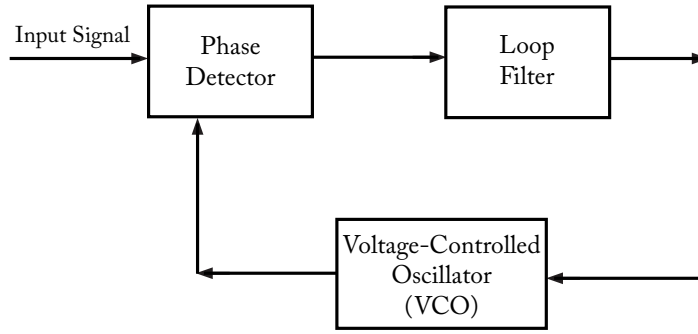 Input Signal
Phase
Detector
Loop
Filter
Voltage-Controlled
Oscillator
(VCO)